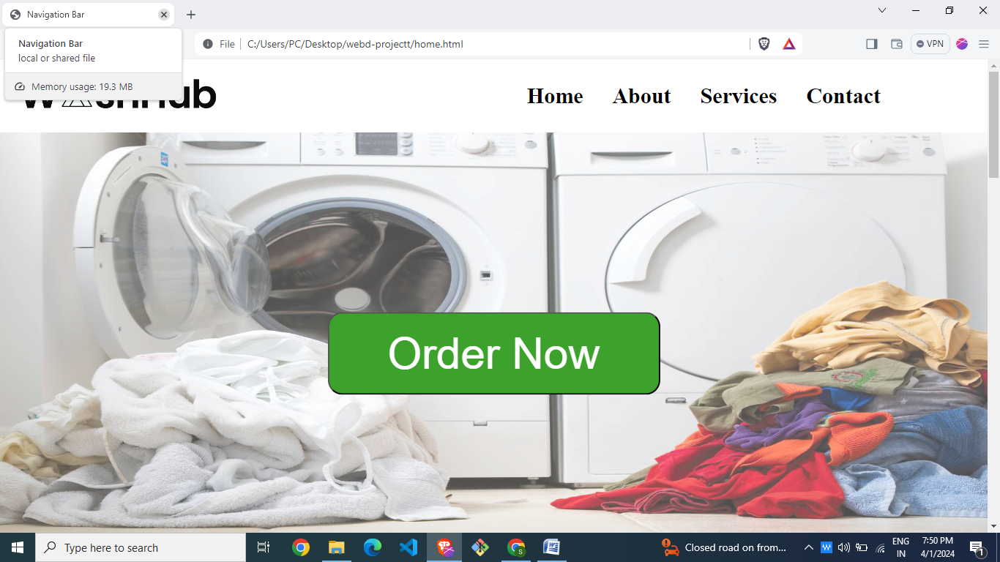 Navigation Bar
File
C:/Users/PC/Desktop/webd-projectt/home.html
VPN
Navigation Bar
local or shared file
Memory usage: 19.3 MB
Home About Services Contact
Order Now
Type here to search
Closed road on from...
ENG
IN
7:50 PM
4/1/2024
1